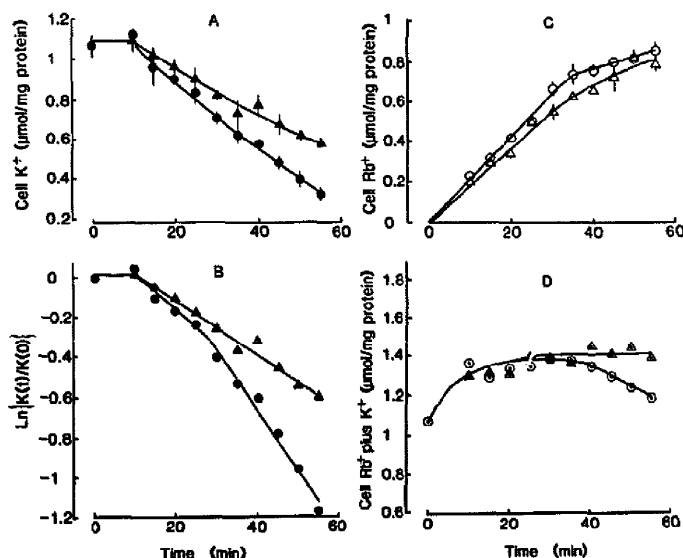 A
Cell K⁺ (μmol/mg protein)
1.2
1
0.8
0.6
0.4
0.2
0 20 40 60
C
Cell Rb⁺ (μmol/mg protein)
1
0.8
0.6
0.4
0.2
0
0 20 40 60
B
Ln{K(t)/K(0)}
0
-0.2
-0.4
-0.6
-0.8
-1
-1.2
0 20 40 60
Time (min)
D
Cell Rb⁺ plus K⁺ (μmol/mg protein)
1.8
1.6
1.4
1.2
1
0.8
0.6
0 20 40 60
Time (min)